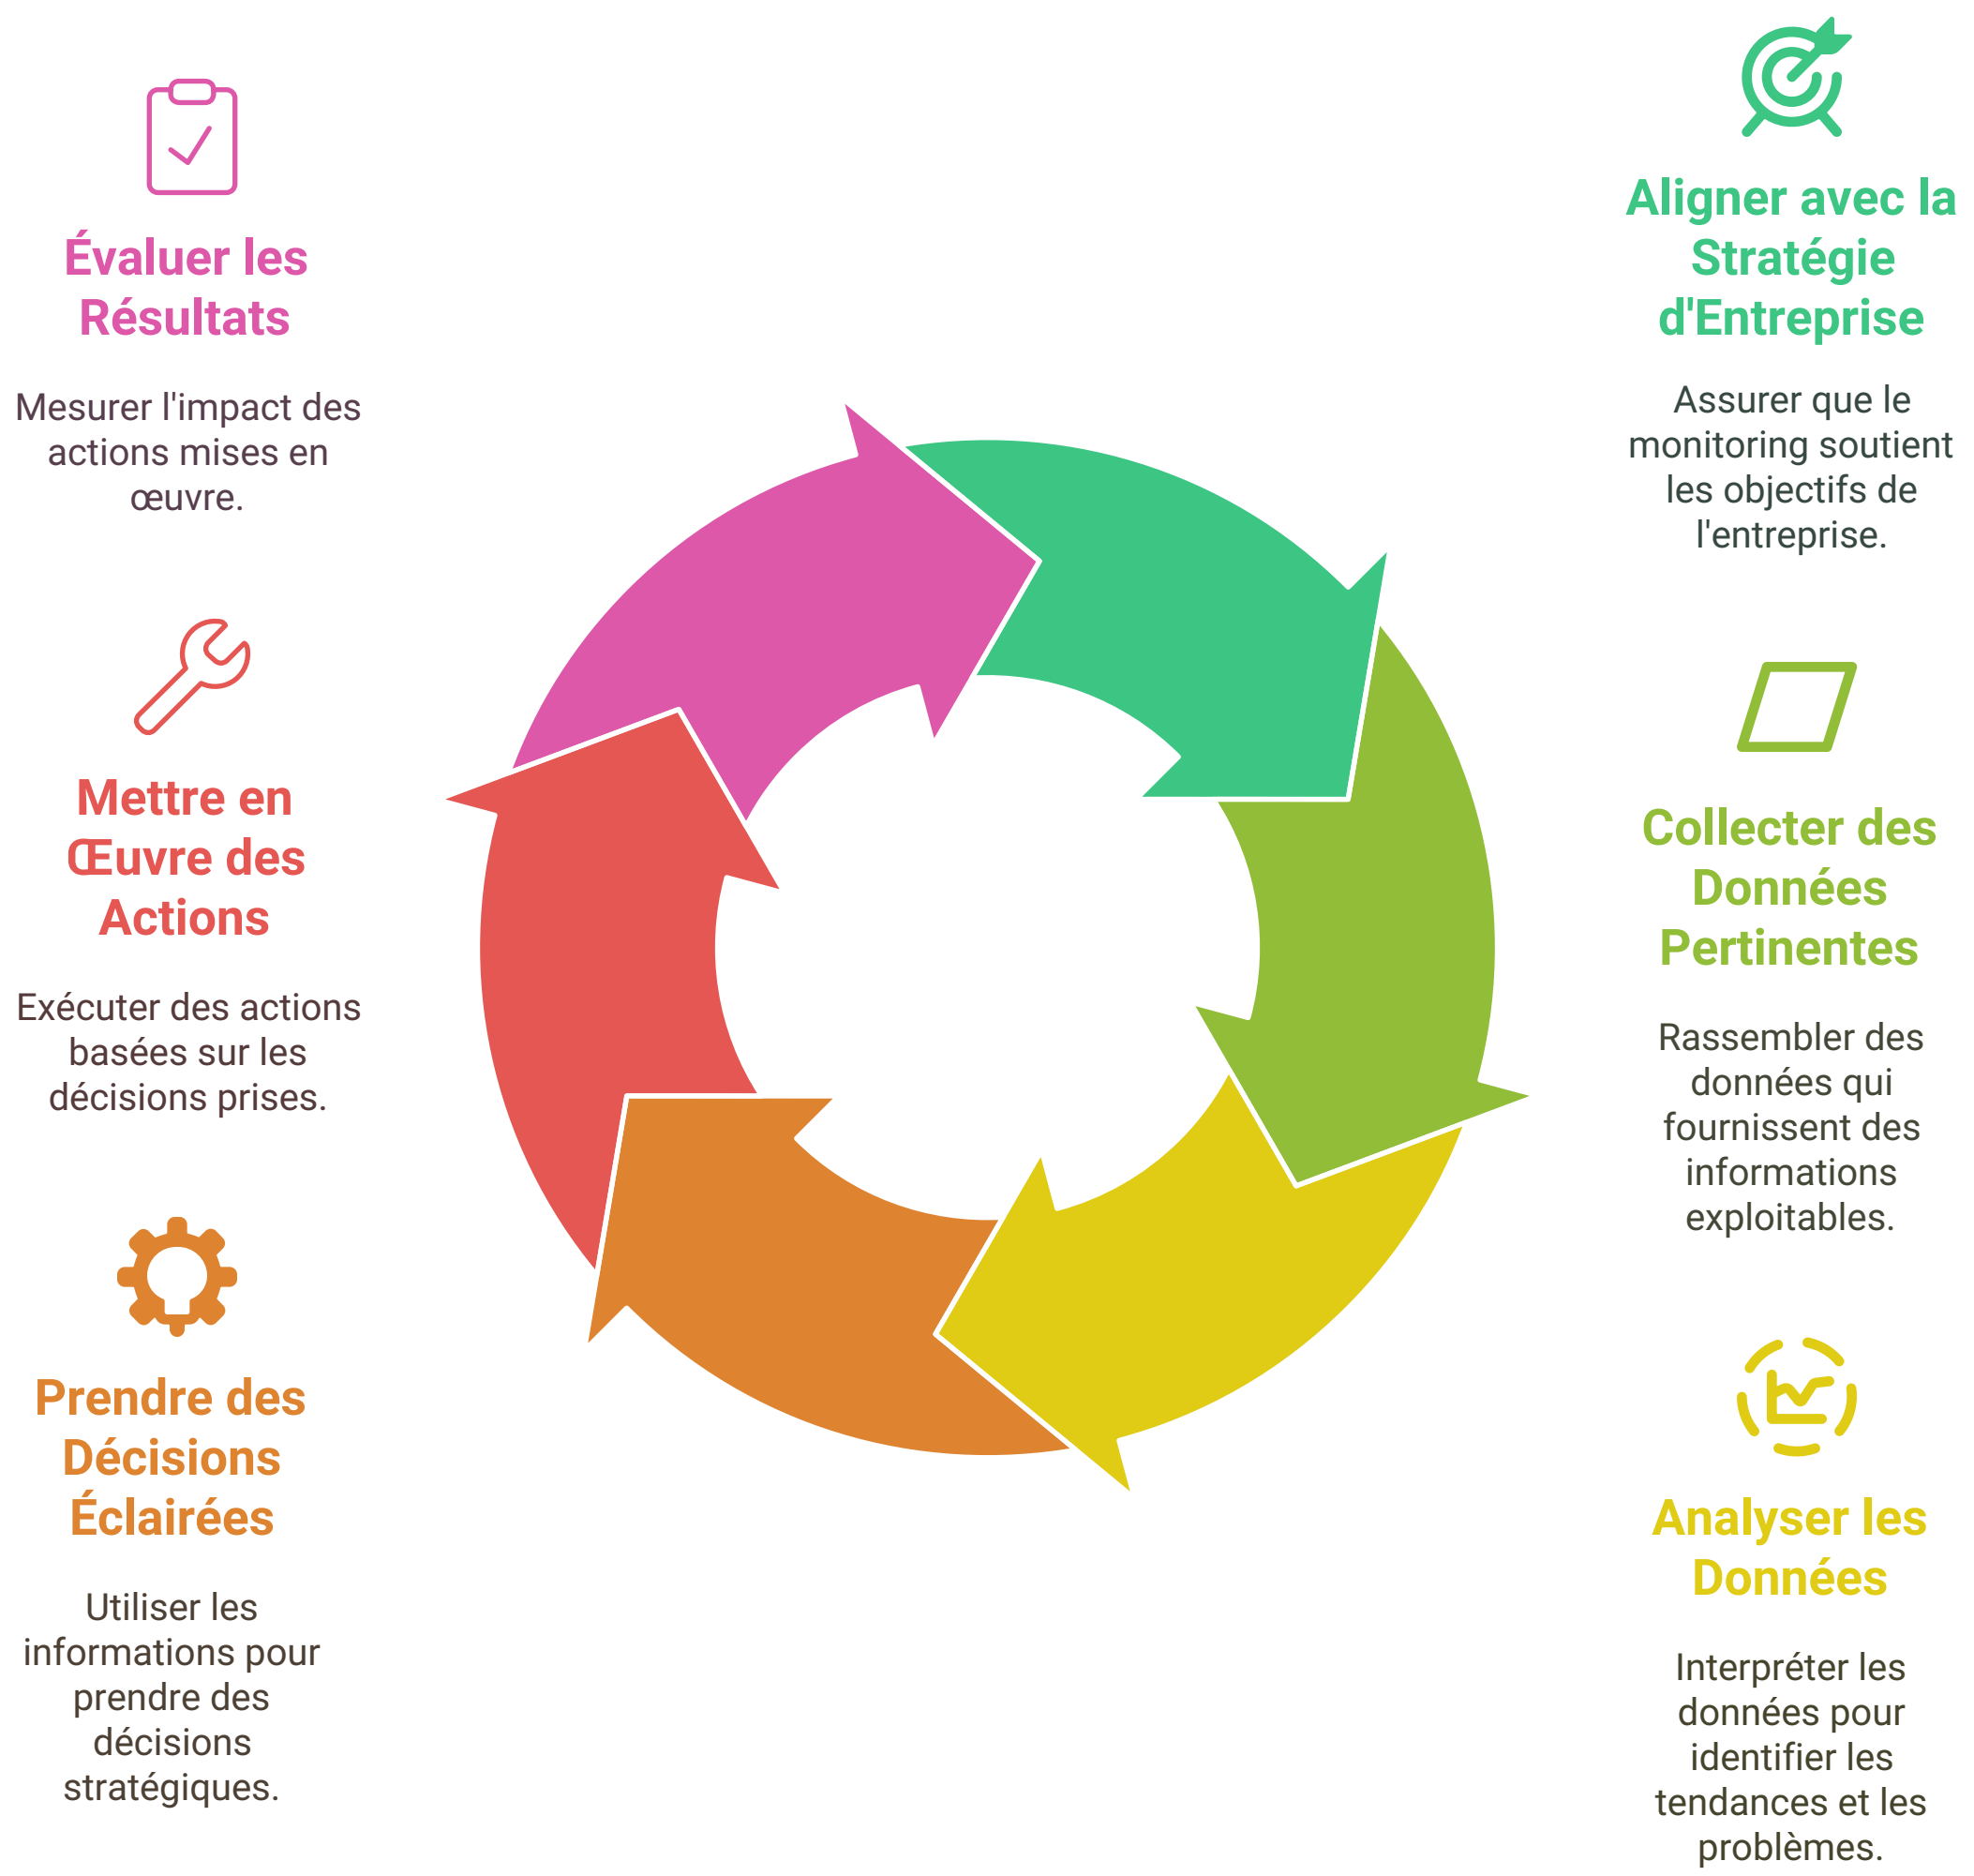 Évaluer les
Résultats
Mesurer l'impact des
actions mises en
œuvre.
Mettre en
Œuvre des
Actions
Exécuter des actions
basées sur les
décisions prises.
Prendre des
Décisions
Éclairées
Utiliser les
informations pour
prendre des
décisions
stratégiques.
Aligner avec la
Stratégie
d'Entreprise
Assurer que le
monitoring soutient
les objectifs de
l'entreprise.
Collecter des
Données
Pertinentes
Rassembler des
données qui
fournissent des
informations
exploitables.
Analyser les
Données
Interpréter les
données pour
identifier les
tendances et les
problèmes.